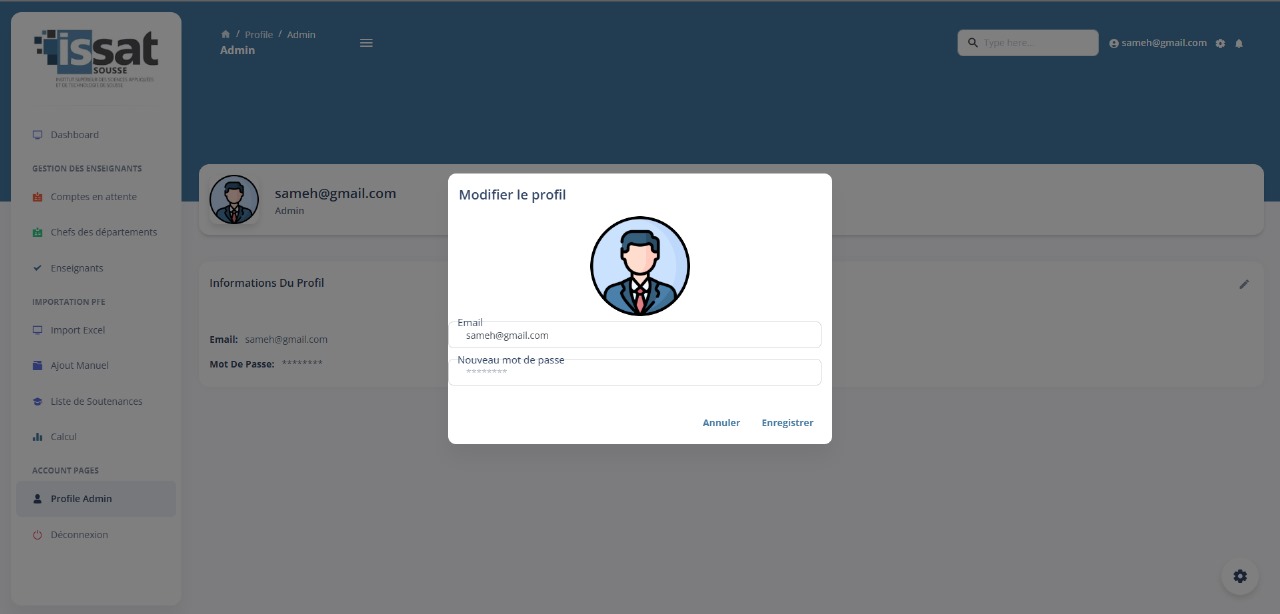 issat
SOUSSE
INSTITUT SUPÉRIEUR DES SCIENCES APPLIQUÉES
ET DE TECHNOLOGIE DE SOUSSE
/ Profile / Admin
Admin
Type here...
sameh@gmail.com
Dashboard
GESTION DES ENSEIGNANTS
Comptes en attente
Chefs des départements
Enseignants
IMPORTATION PFE
Import Excel
Ajout Manuel
Liste de Soutenances
Calcul
ACCOUNT PAGES
Profile Admin
Déconnexion
sameh@gmail.com
Admin
Informations Du Profil
Email: sameh@gmail.com
Mot De Passe: ********
Modifier le profil
Email
sameh@gmail.com
Nouveau mot de passe
********
Annuler Enregistrer